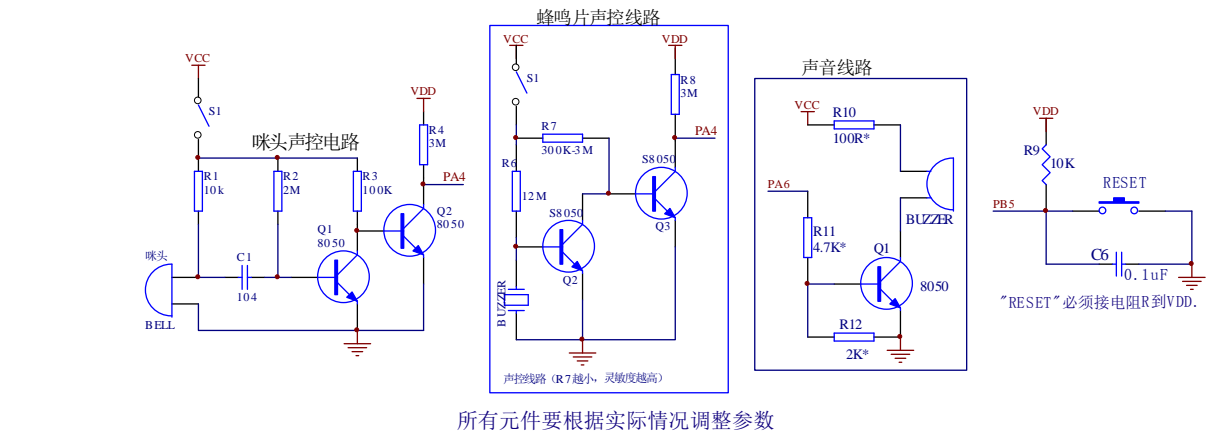 咪头声控电路
VCC
S1
VDD
R4
3M
PA4
R1
10k
R2
2M
R3
100K
Q2
8050
Q1
8050
咪头
C1
104
BELL
蜂鸣片声控线路
VCC
S1
VDD
R8
3M
R7
300K-3M
PA4
R6
12M
S8050
S8050
Q3
Q2
BUZZER
声控线路(R7越小，灵敏度越高)
声音线路
VCC
R10
100R*
PA6
BUZZER
R11
4.7K*
Q1
8050
R12
2K*
VDD
R9
10K
RESET
PB5
C6
0.1uF
"RESET"必须接电阻R到VDD.
所有元件要根据实际情况调整参数